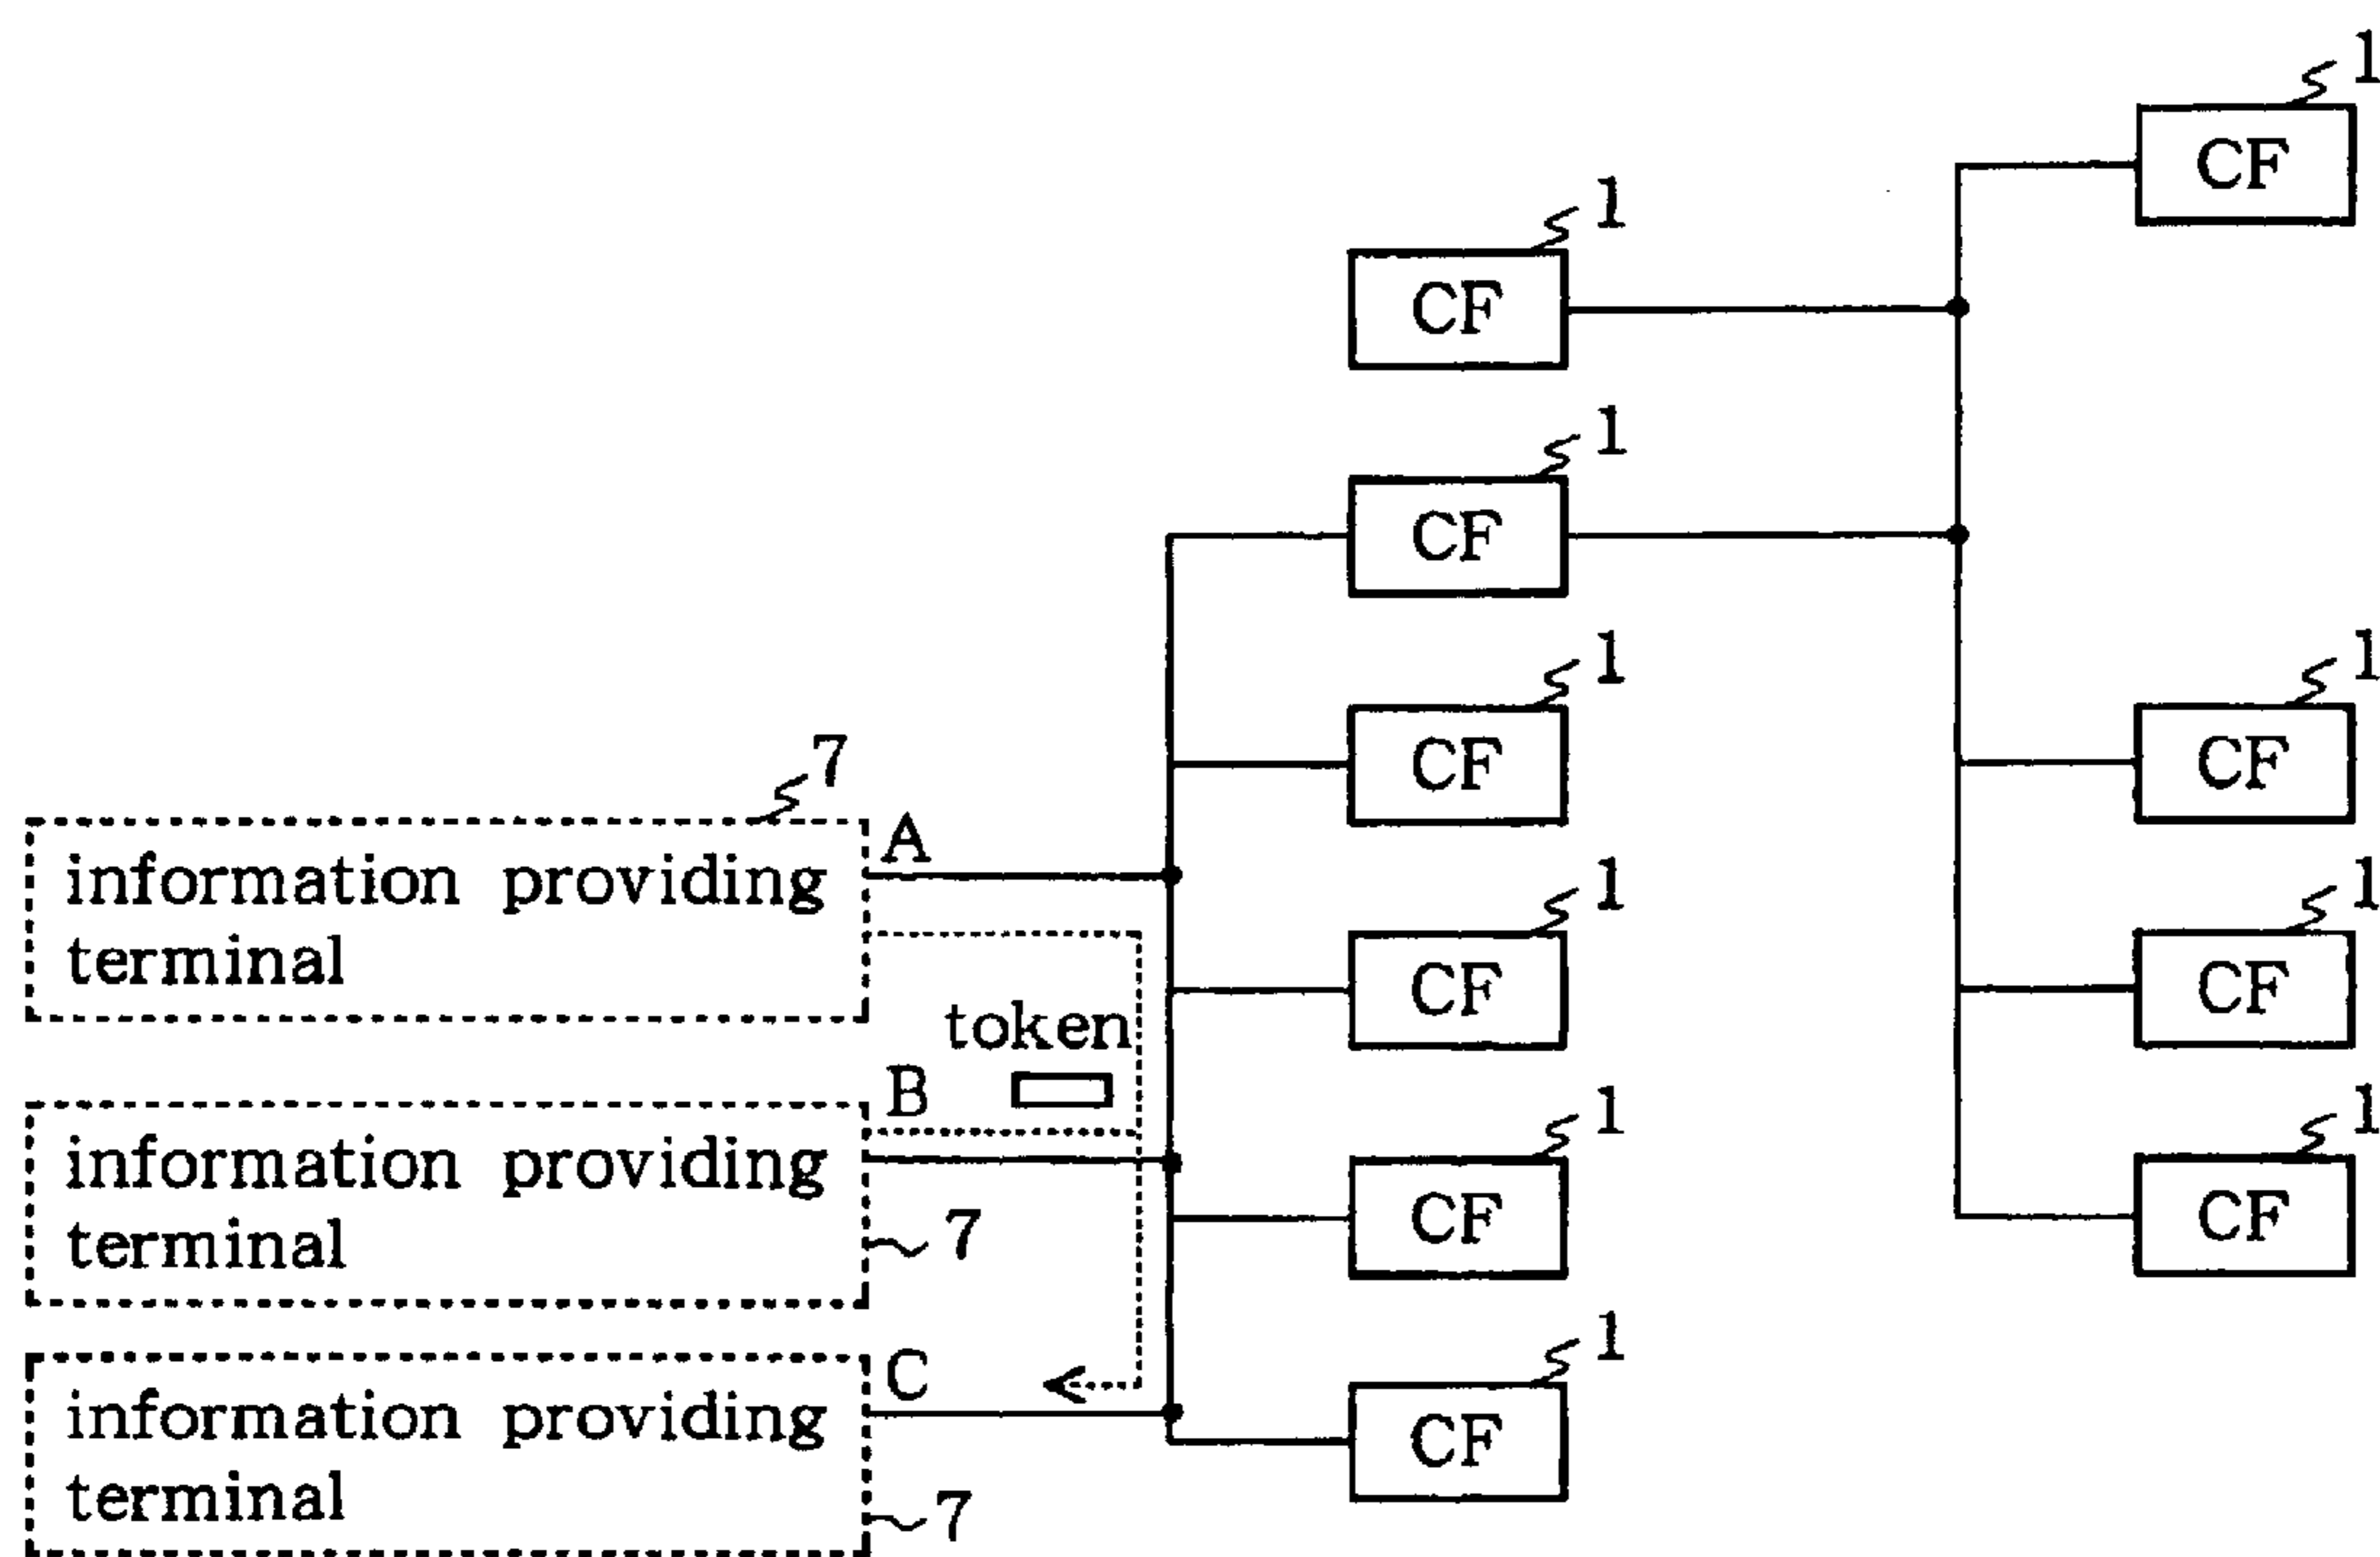 1
CF
1
CF
1
CF
1
CF
1
CF
7
A
information providing
terminal
1
CF
1
CF
token
B
information providing
terminal
7
1
CF
1
CF
C
information providing
terminal
7
1
CF